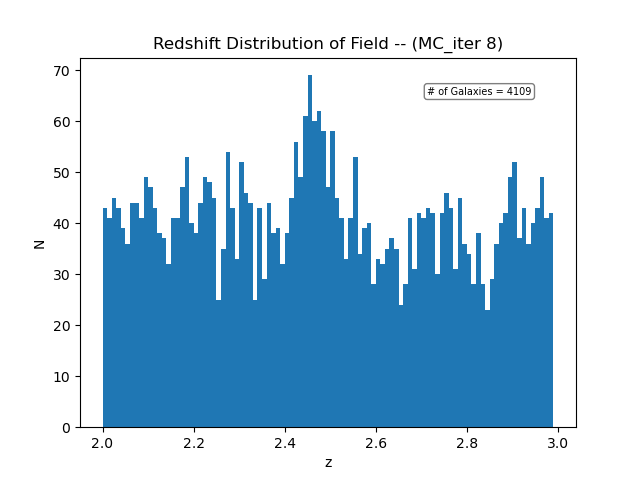 Redshift Distribution of Field -- (MC_iter 8)
# of Galaxies = 4109
70
60
50
40
30
20
10
0
N
2.0 2.2 2.4 2.6 2.8 3.0
z